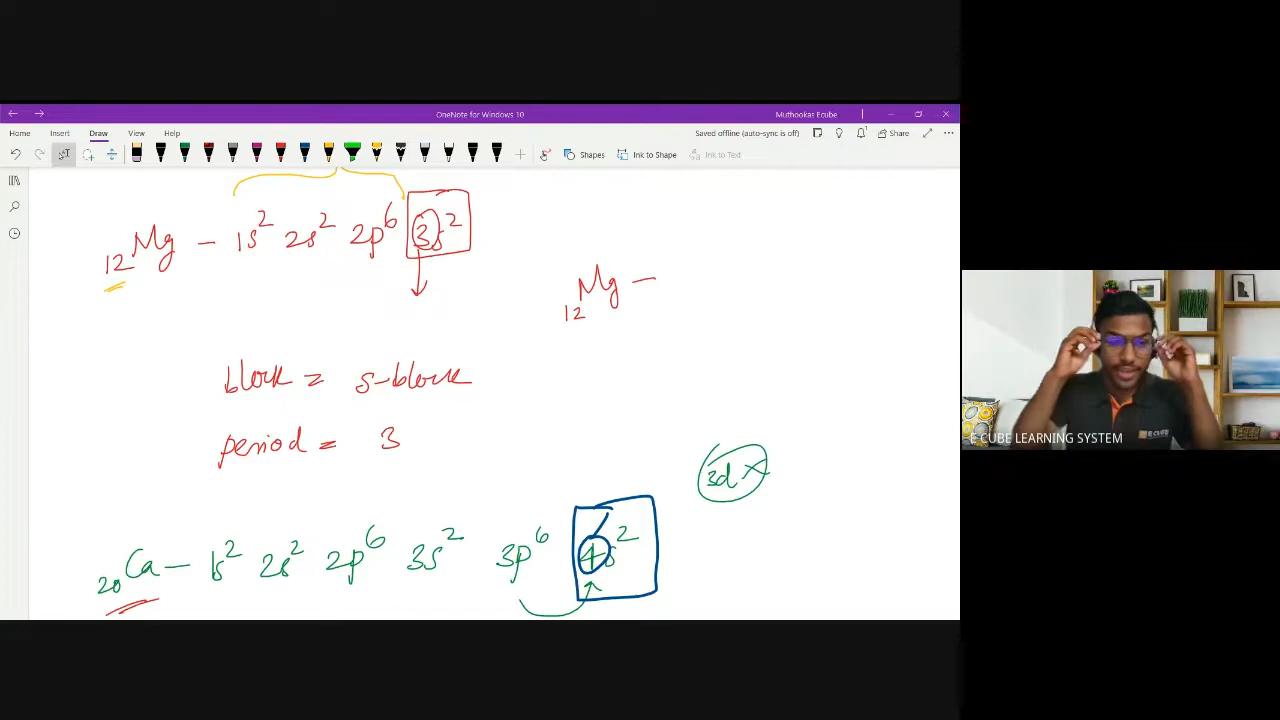 OneNote for Windows 10
Muthookas Ecube
Home Insert Draw View Help
Saved offline (auto-sync is off)
Share
Shapes
Ink to Shape
Ink to Text
12Mg – 1s² 2s² 2p⁶ 3s²
12Mg –
block = s-block
period = 3
3d X
20Ca – 1s² 2s² 2p⁶ 3s² 3p⁶ 4s²
E CUBE
E CUBE LEARNING SYSTEM